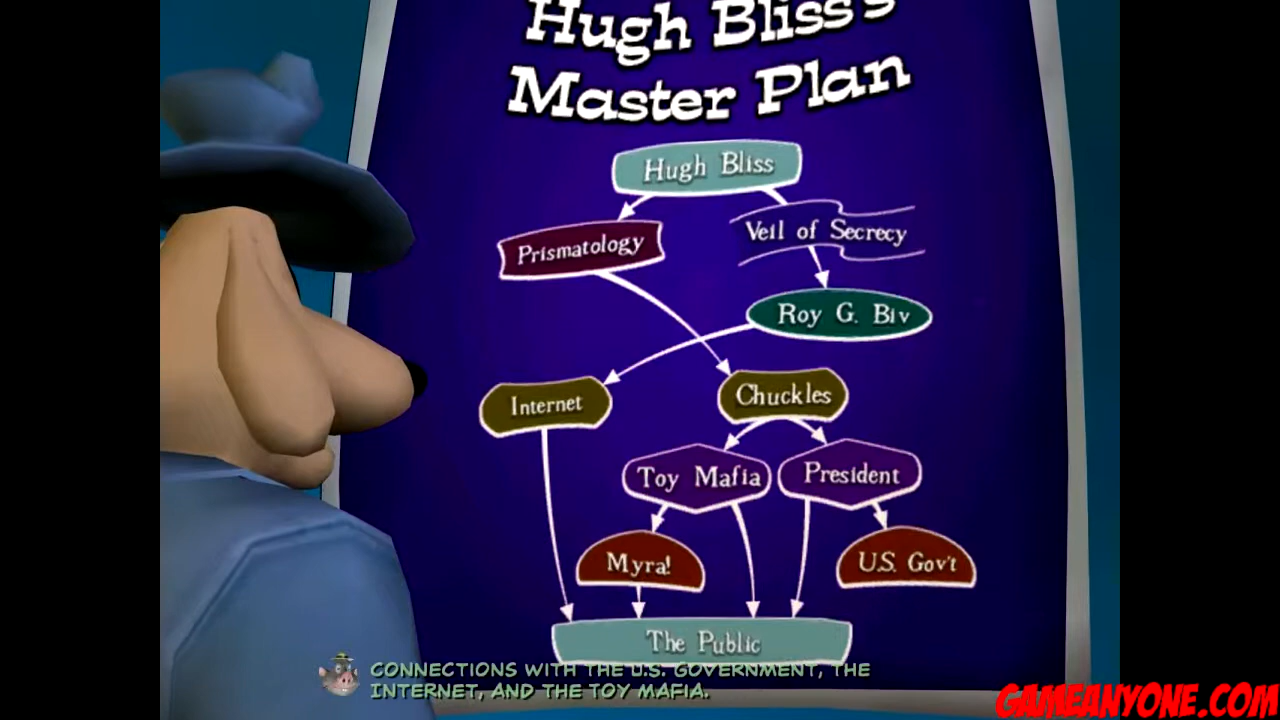 Hugh Bliss's
Master Plan
Hugh Bliss
Prismatology
Veil of Secrecy
Roy G. Biv
Internet
Chuckles
Toy Mafia
President
Myra!
U.S. Gov't
The Public
CONNECTIONS WITH THE U.S. GOVERNMENT, THE
INTERNET, AND THE TOY MAFIA.
GAMEANYONE.COM